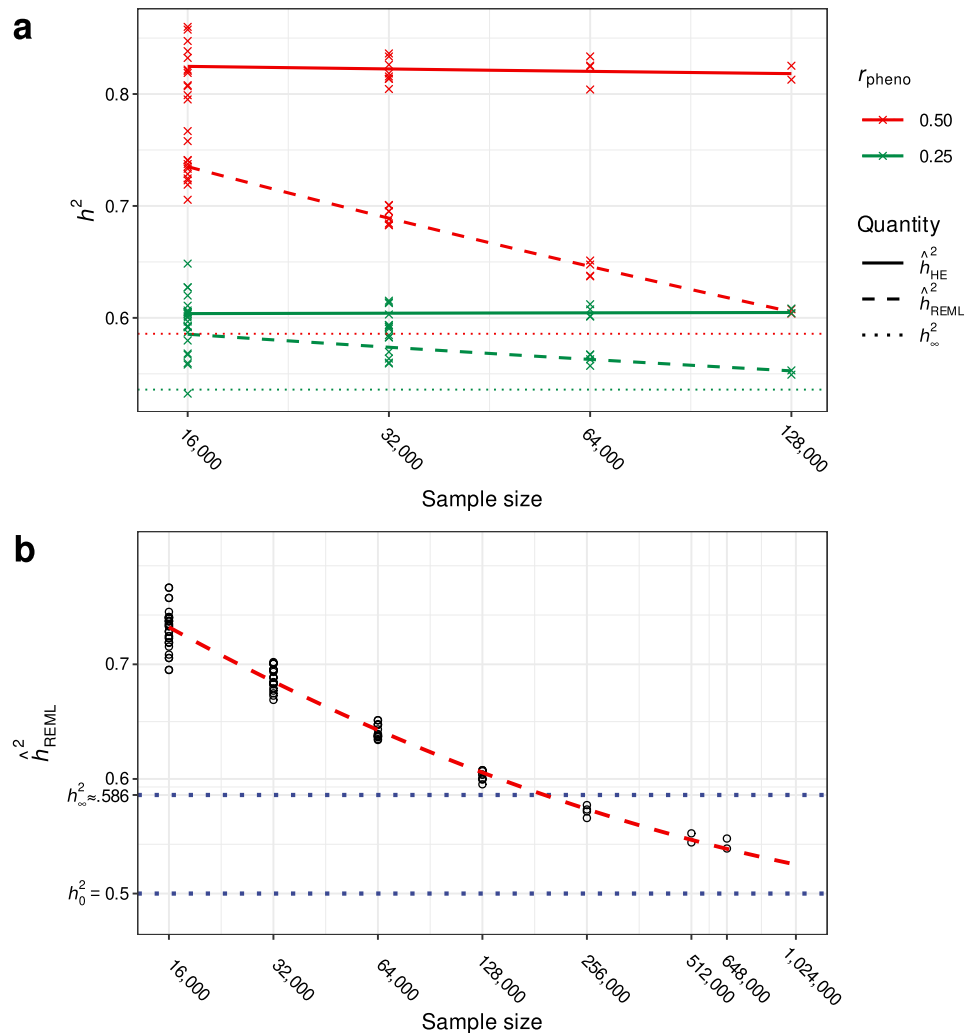 a
h²
0.8
0.7
0.6
16,000
32,000
64,000
128,000
Sample size
r_pheno
0.50
0.25
Quantity
ĥ²_HE
ĥ²_REML
h²_∞
b
ĥ²_REML
0.7
0.6
h²_∞≈.586
h²_0 = 0.5
16,000
32,000
64,000
128,000
256,000
512,000
648,000
1,024,000
Sample size